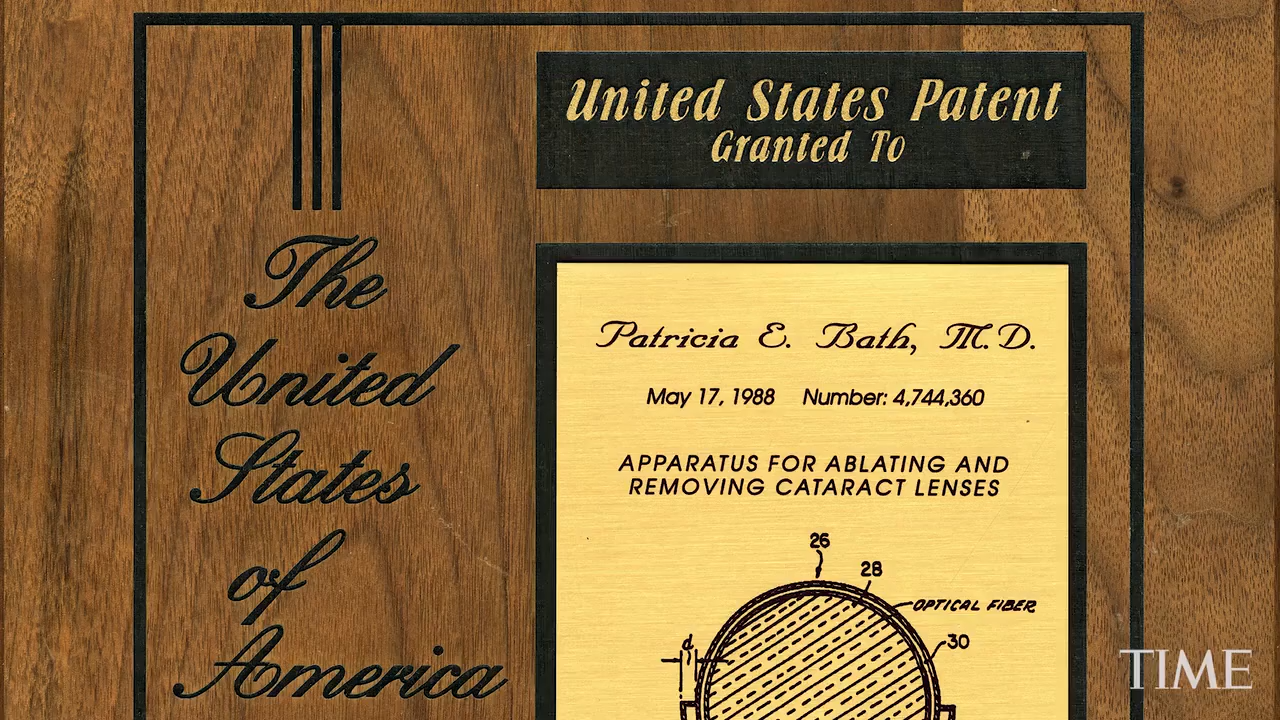 The
United
States
of
America
United States Patent
Granted To
Patricia E. Bath, M.D.
May 17, 1988 Number: 4,744,360
APPARATUS FOR ABLATING AND
REMOVING CATARACT LENSES
26
28
OPTICAL FIBER
d
30
TIME